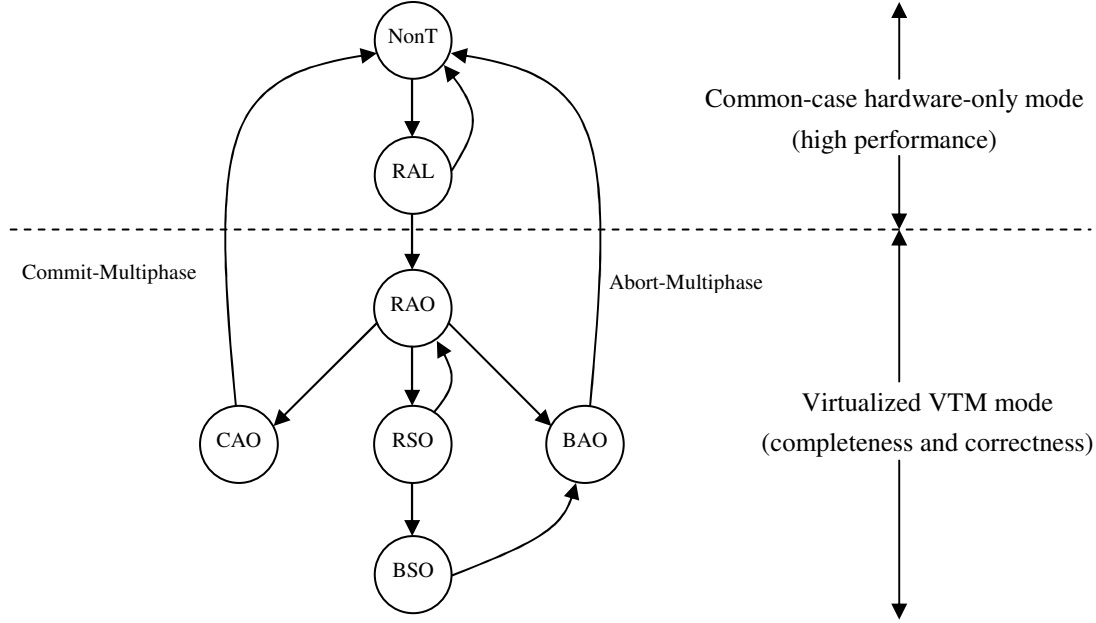 NonT
Common-case hardware-only mode
(high performance)
RAL
Commit-Multiphase
Abort-Multiphase
RAO
Virtualized VTM mode
(completeness and correctness)
CAO
RSO
BAO
BSO